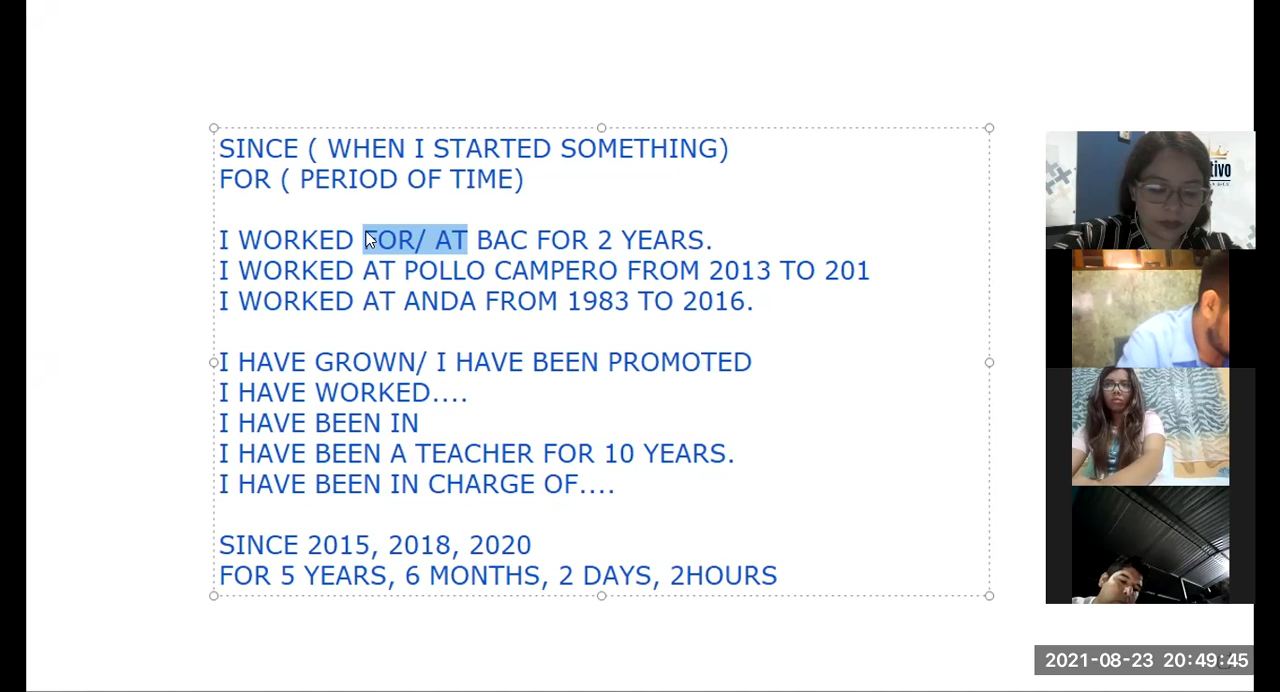 SINCE ( WHEN I STARTED SOMETHING)
FOR ( PERIOD OF TIME)
I WORKED FOR/ AT BAC FOR 2 YEARS.
I WORKED AT POLLO CAMPERO FROM 2013 TO 201
I WORKED AT ANDA FROM 1983 TO 2016.
I HAVE GROWN/ I HAVE BEEN PROMOTED
I HAVE WORKED....
I HAVE BEEN IN
I HAVE BEEN A TEACHER FOR 10 YEARS.
I HAVE BEEN IN CHARGE OF....
SINCE 2015, 2018, 2020
FOR 5 YEARS, 6 MONTHS, 2 DAYS, 2HOURS
tivo
2021-08-23 20:49:45